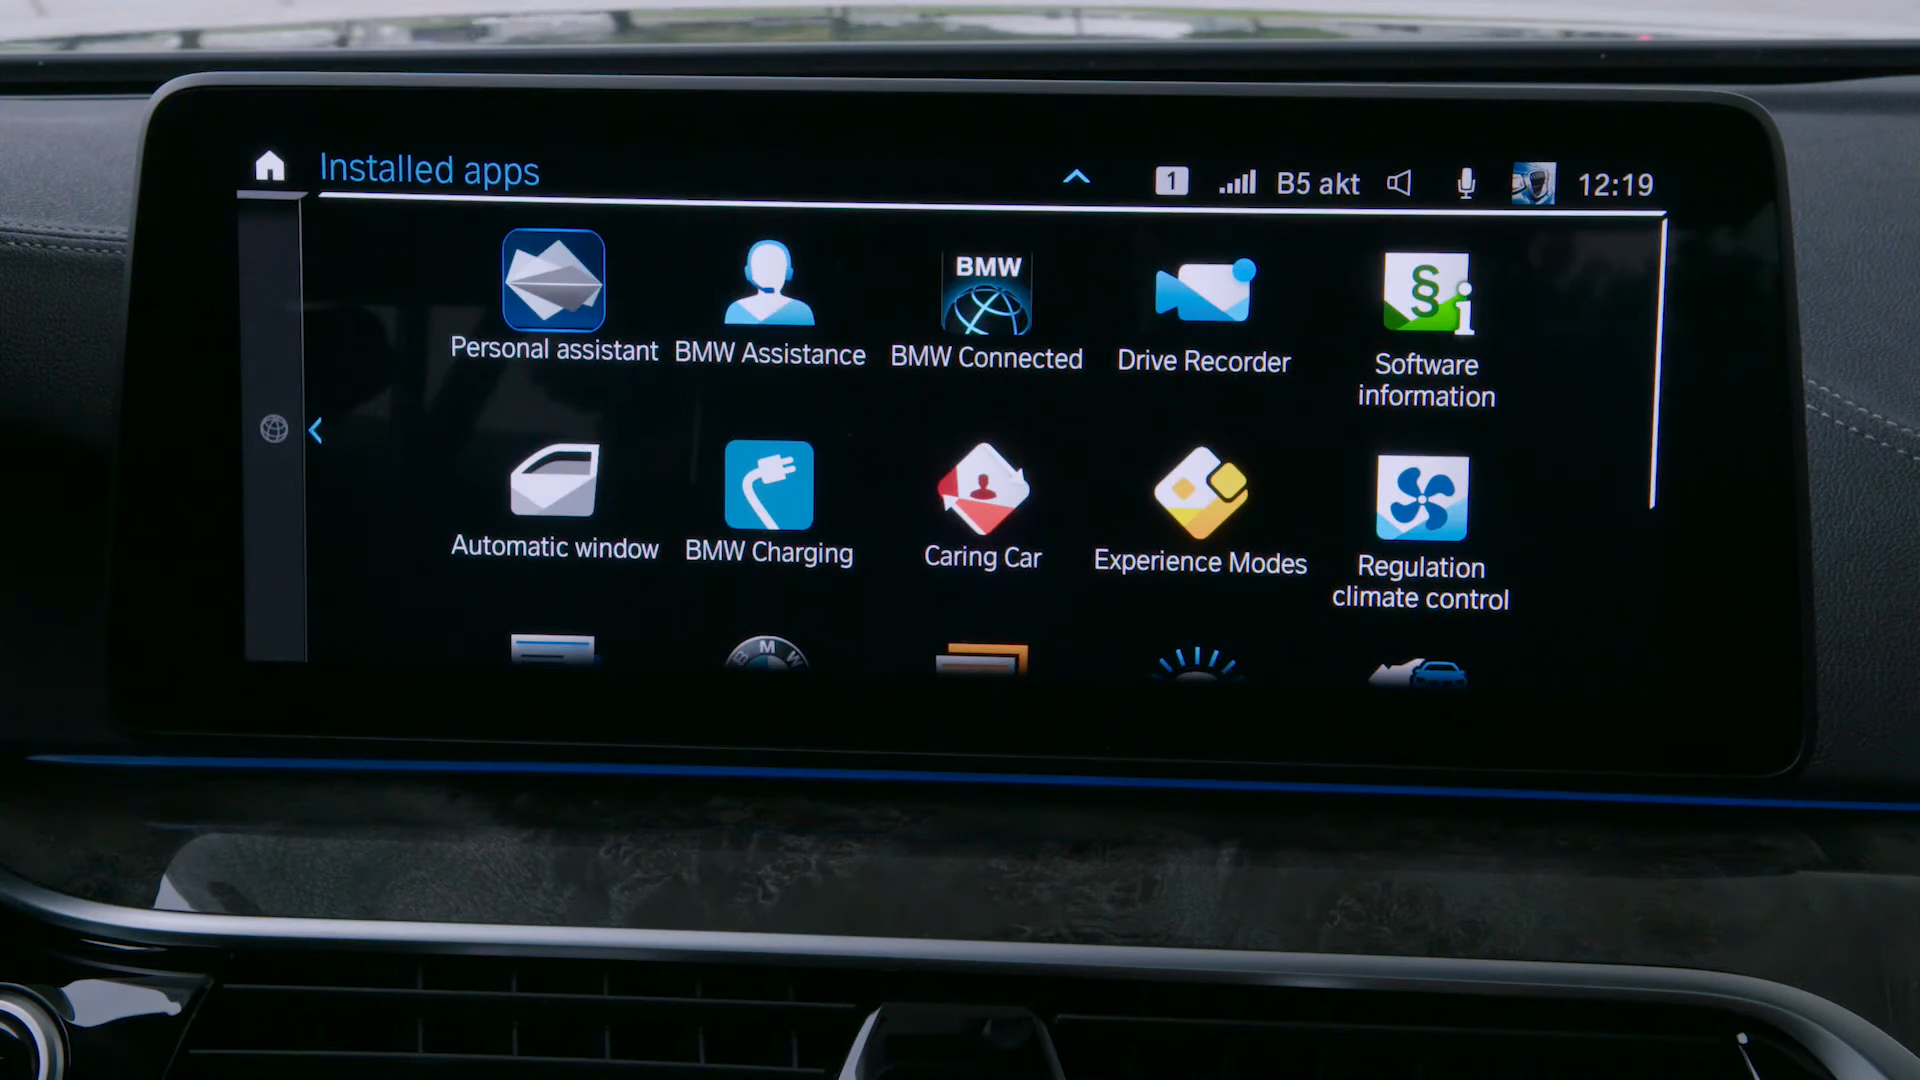 Installed apps
1 B5 akt 12:19
BMW
§ i
Personal assistant BMW Assistance BMW Connected Drive Recorder Software
information
Automatic window BMW Charging Caring Car Experience Modes Regulation
climate control
B M W